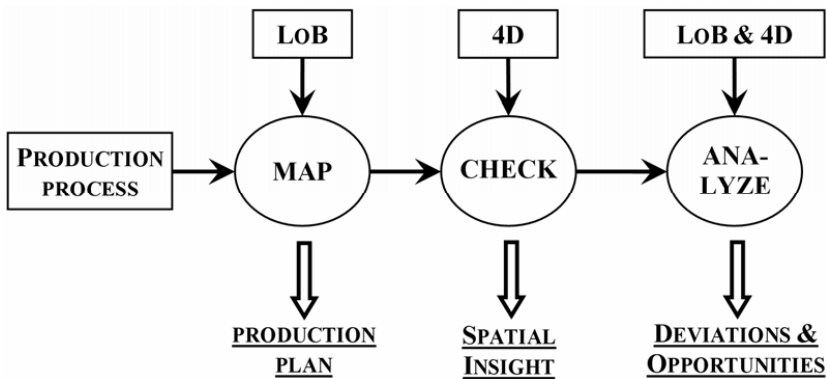 LOB
4D
LOB & 4D
PRODUCTION
PROCESS
MAP
CHECK
ANA-
LYZE
PRODUCTION
PLAN
SPATIAL
INSIGHT
DEVIATIONS &
OPPORTUNITIES